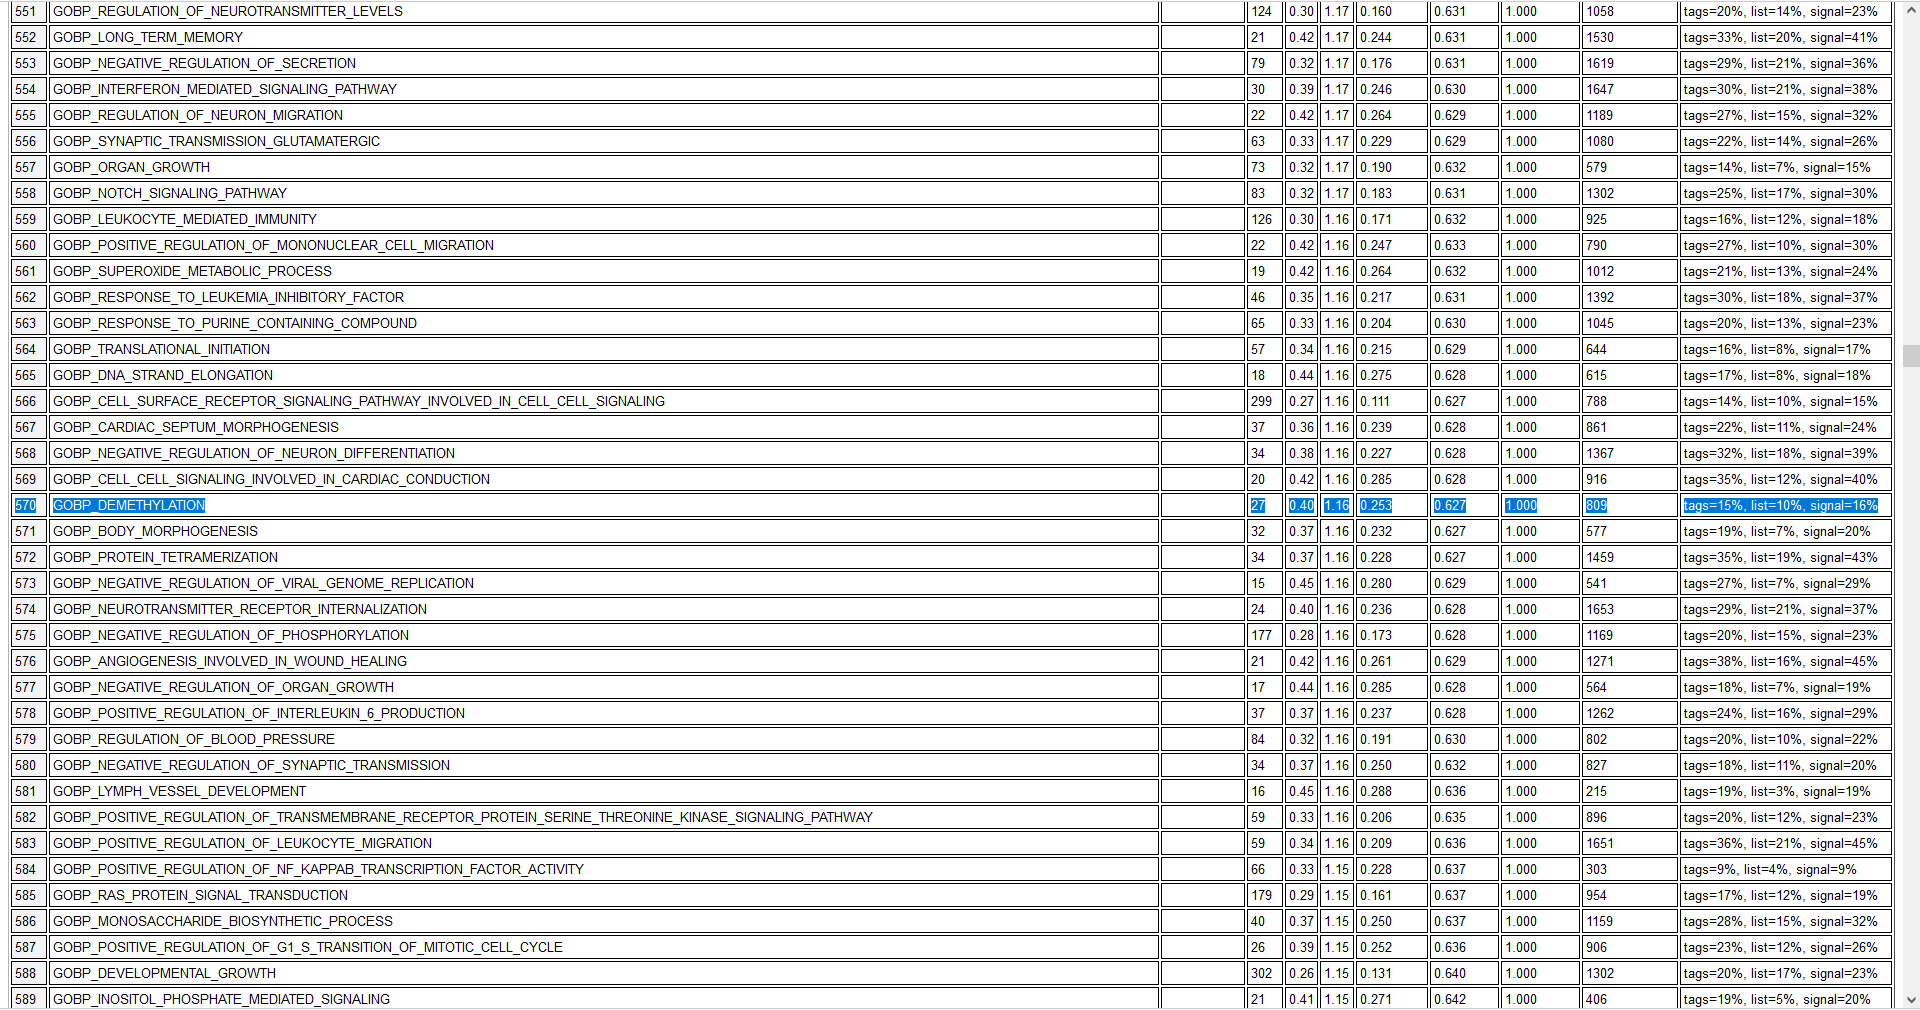 551 GOBP_REGULATION_OF_NEUROTRANSMITTER_LEVELS 124 0.30 1.17 0.160 0.631 1.000 1058 tags=20%, list=14%, signal=23%
552 GOBP_LONG_TERM_MEMORY 21 0.42 1.17 0.244 0.631 1.000 1530 tags=33%, list=20%, signal=41%
553 GOBP_NEGATIVE_REGULATION_OF_SECRETION 79 0.32 1.17 0.176 0.631 1.000 1619 tags=29%, list=21%, signal=36%
554 GOBP_INTERFERON_MEDIATED_SIGNALING_PATHWAY 30 0.39 1.17 0.246 0.630 1.000 1647 tags=30%, list=21%, signal=38%
555 GOBP_REGULATION_OF_NEURON_MIGRATION 22 0.42 1.17 0.264 0.629 1.000 1189 tags=27%, list=15%, signal=32%
556 GOBP_SYNAPTIC_TRANSMISSION_GLUTAMATERGIC 63 0.33 1.17 0.229 0.629 1.000 1080 tags=22%, list=14%, signal=26%
557 GOBP_ORGAN_GROWTH 73 0.32 1.17 0.190 0.632 1.000 579 tags=14%, list=7%, signal=15%
558 GOBP_NOTCH_SIGNALING_PATHWAY 83 0.32 1.17 0.183 0.631 1.000 1302 tags=25%, list=17%, signal=30%
559 GOBP_LEUKOCYTE_MEDIATED_IMMUNITY 126 0.30 1.16 0.171 0.632 1.000 925 tags=16%, list=12%, signal=18%
560 GOBP_POSITIVE_REGULATION_OF_MONONUCLEAR_CELL_MIGRATION 22 0.42 1.16 0.247 0.633 1.000 790 tags=27%, list=10%, signal=30%
561 GOBP_SUPEROXIDE_METABOLIC_PROCESS 19 0.42 1.16 0.264 0.632 1.000 1012 tags=21%, list=13%, signal=24%
562 GOBP_RESPONSE_TO_LEUKEMIA_INHIBITORY_FACTOR 46 0.35 1.16 0.217 0.631 1.000 1392 tags=30%, list=18%, signal=37%
563 GOBP_RESPONSE_TO_PURINE_CONTAINING_COMPOUND 65 0.33 1.16 0.204 0.630 1.000 1045 tags=20%, list=13%, signal=23%
564 GOBP_TRANSLATIONAL_INITIATION 57 0.34 1.16 0.215 0.629 1.000 644 tags=16%, list=8%, signal=17%
565 GOBP_DNA_STRAND_ELONGATION 18 0.44 1.16 0.275 0.628 1.000 615 tags=17%, list=8%, signal=18%
566 GOBP_CELL_SURFACE_RECEPTOR_SIGNALING_PATHWAY_INVOLVED_IN_CELL_CELL_SIGNALING 299 0.27 1.16 0.111 0.627 1.000 788 tags=14%, list=10%, signal=15%
567 GOBP_CARDIAC_SEPTUM_MORPHOGENESIS 37 0.36 1.16 0.239 0.628 1.000 861 tags=22%, list=11%, signal=24%
568 GOBP_NEGATIVE_REGULATION_OF_NEURON_DIFFERENTIATION 34 0.38 1.16 0.227 0.628 1.000 1367 tags=32%, list=18%, signal=39%
569 GOBP_CELL_CELL_SIGNALING_INVOLVED_IN_CARDIAC_CONDUCTION 20 0.42 1.16 0.285 0.628 1.000 916 tags=35%, list=12%, signal=40%
570 GOBP_DEMETHYLATION 27 0.40 1.16 0.253 0.627 1.000 809 tags=15%, list=10%, signal=16%
571 GOBP_BODY_MORPHOGENESIS 32 0.37 1.16 0.232 0.627 1.000 577 tags=19%, list=7%, signal=20%
572 GOBP_PROTEIN_TETRAMERIZATION 34 0.37 1.16 0.228 0.627 1.000 1459 tags=35%, list=19%, signal=43%
573 GOBP_NEGATIVE_REGULATION_OF_VIRAL_GENOME_REPLICATION 15 0.45 1.16 0.280 0.629 1.000 541 tags=27%, list=7%, signal=29%
574 GOBP_NEUROTRANSMITTER_RECEPTOR_INTERNALIZATION 24 0.40 1.16 0.236 0.628 1.000 1653 tags=29%, list=21%, signal=37%
575 GOBP_NEGATIVE_REGULATION_OF_PHOSPHORYLATION 177 0.28 1.16 0.173 0.628 1.000 1169 tags=20%, list=15%, signal=23%
576 GOBP_ANGIOGENESIS_INVOLVED_IN_WOUND_HEALING 21 0.42 1.16 0.261 0.629 1.000 1271 tags=38%, list=16%, signal=45%
577 GOBP_NEGATIVE_REGULATION_OF_ORGAN_GROWTH 17 0.44 1.16 0.285 0.628 1.000 564 tags=18%, list=7%, signal=19%
578 GOBP_POSITIVE_REGULATION_OF_INTERLEUKIN_6_PRODUCTION 37 0.37 1.16 0.237 0.628 1.000 1262 tags=24%, list=16%, signal=29%
579 GOBP_REGULATION_OF_BLOOD_PRESSURE 84 0.32 1.16 0.191 0.630 1.000 802 tags=20%, list=10%, signal=22%
580 GOBP_NEGATIVE_REGULATION_OF_SYNAPTIC_TRANSMISSION 34 0.37 1.16 0.250 0.632 1.000 827 tags=18%, list=11%, signal=20%
581 GOBP_LYMPH_VESSEL_DEVELOPMENT 16 0.45 1.16 0.288 0.636 1.000 215 tags=19%, list=3%, signal=19%
582 GOBP_POSITIVE_REGULATION_OF_TRANSMEMBRANE_RECEPTOR_PROTEIN_SERINE_THREONINE_KINASE_SIGNALING_PATHWAY 59 0.33 1.16 0.206 0.635 1.000 896 tags=20%, list=12%, signal=23%
583 GOBP_POSITIVE_REGULATION_OF_LEUKOCYTE_MIGRATION 59 0.34 1.16 0.209 0.636 1.000 1651 tags=36%, list=21%, signal=45%
584 GOBP_POSITIVE_REGULATION_OF_NF_KAPPAB_TRANSCRIPTION_FACTOR_ACTIVITY 66 0.33 1.15 0.228 0.637 1.000 303 tags=9%, list=4%, signal=9%
585 GOBP_RAS_PROTEIN_SIGNAL_TRANSDUCTION 179 0.29 1.15 0.161 0.637 1.000 954 tags=17%, list=12%, signal=19%
586 GOBP_MONOSACCHARIDE_BIOSYNTHETIC_PROCESS 40 0.37 1.15 0.250 0.637 1.000 1159 tags=28%, list=15%, signal=32%
587 GOBP_POSITIVE_REGULATION_OF_G1_S_TRANSITION_OF_MITOTIC_CELL_CYCLE 26 0.39 1.15 0.252 0.636 1.000 906 tags=23%, list=12%, signal=26%
588 GOBP_DEVELOPMENTAL_GROWTH 302 0.26 1.15 0.131 0.640 1.000 1302 tags=20%, list=17%, signal=23%
589 GOBP_INOSITOL_PHOSPHATE_MEDIATED_SIGNALING 21 0.41 1.15 0.271 0.642 1.000 406 tags=19%, list=5%, signal=20%